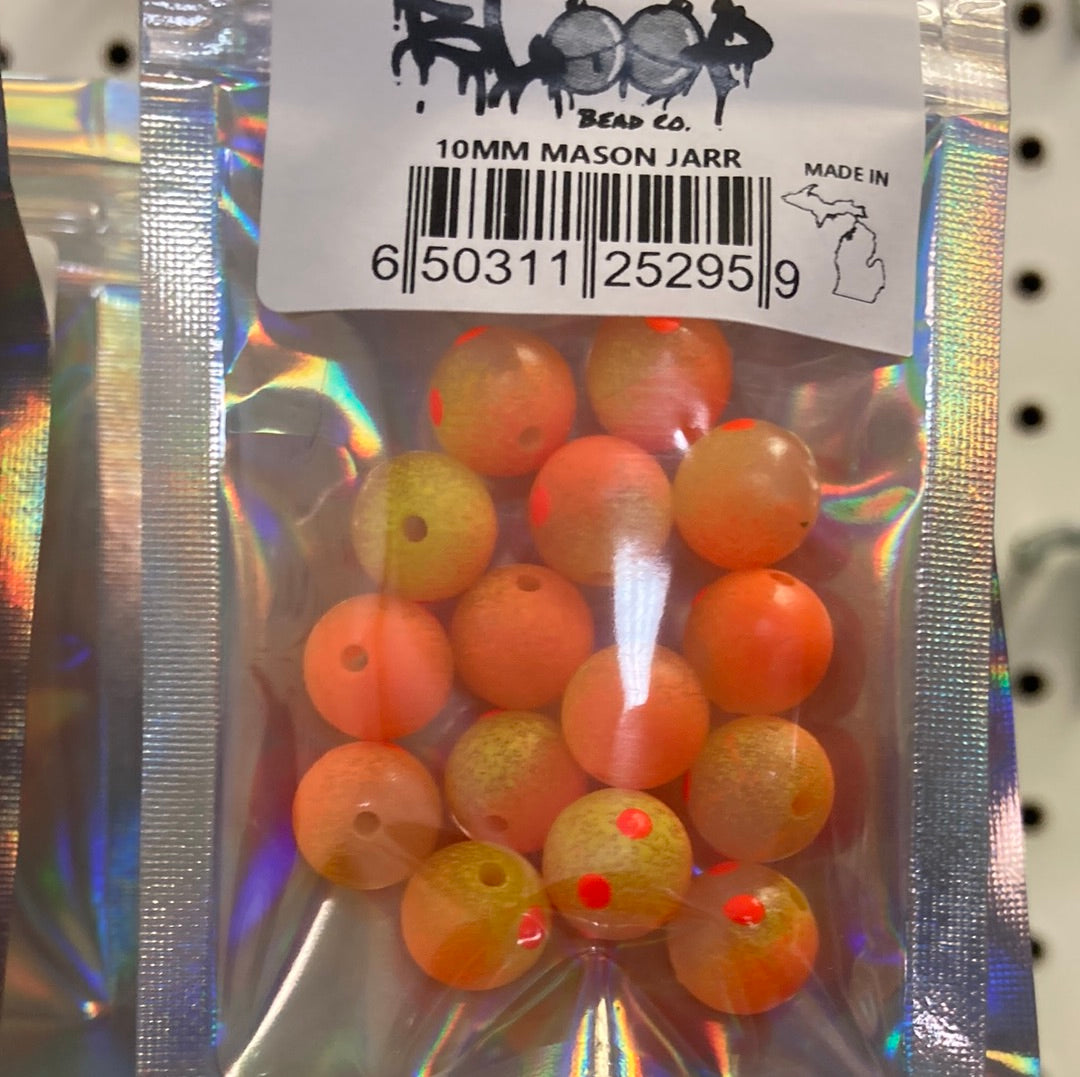 BLOOP
BEAD CO.
10MM MASON JARR
MADE IN
6 50311 25295 9